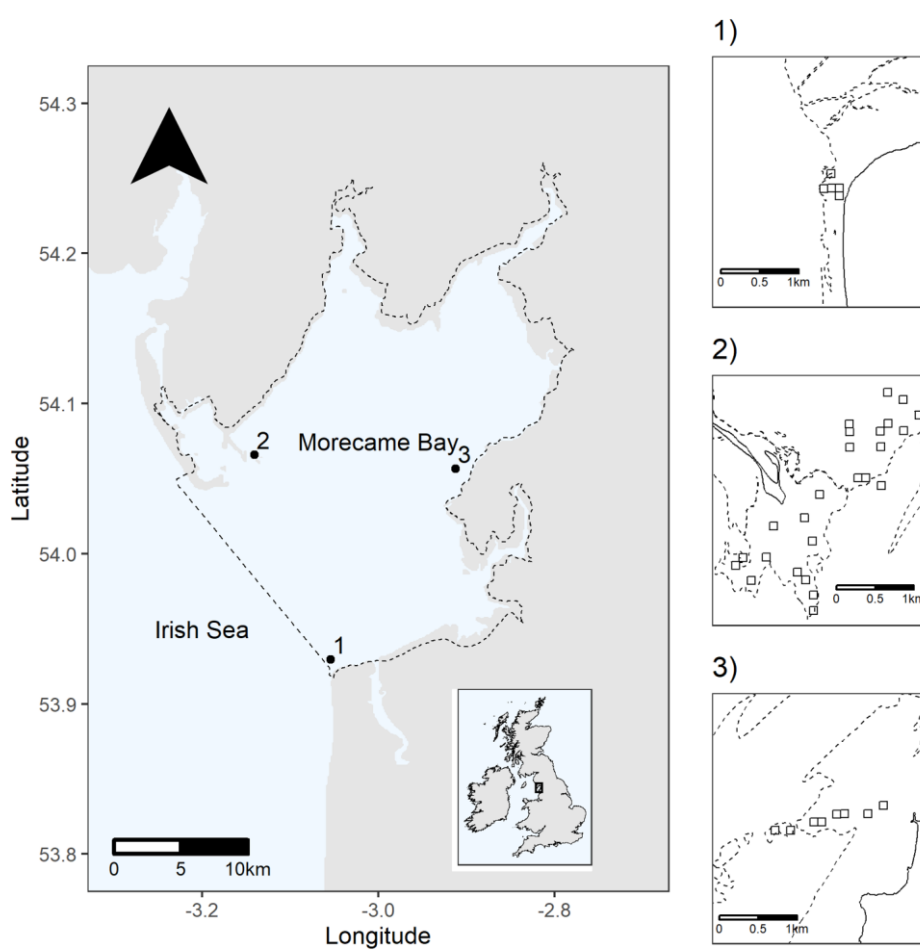 1)
54.3
54.2
54.1
54.0
53.9
53.8
Latitude
2
Morecame Bay
3
Irish Sea
1
0 5 10km
-3.2 -3.0 -2.8
Longitude
0 0.5 1km
2)
0 0.5 1km
3)
0 0.5 1km